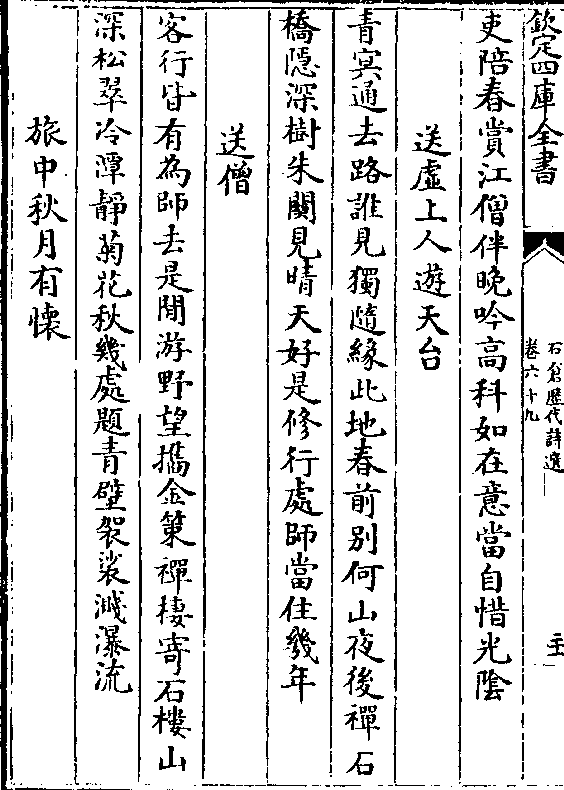 欽定四庫全書
石倉歷代詩選
卷六十九
二十
吏陪春賞江僧伴晚吟高科如在意當自惜光陰
送虛上人遊天台
青冥通去路誰見獨隨緣此地春前別何山夜後禪石
橋隱深樹朱闕見晴天好是修行處師當住幾年
送僧
客行皆有為師去是閒游野望攜金策禪棲寄石樓山
深松翠冷潭靜菊花秋幾處題青壁袈裟濺瀑流
旅中秋月有懷